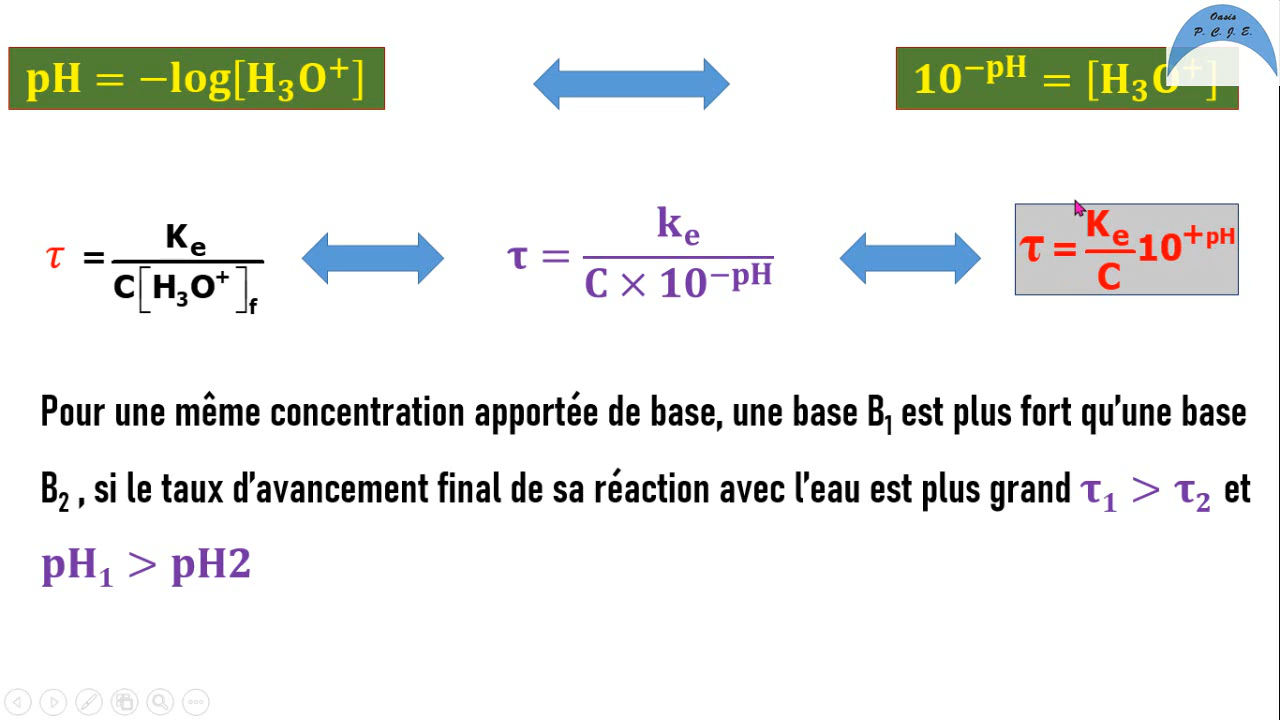 Oasis
P. C. J. E.
pH = −log[H₃O⁺]
10⁻ᵖᴴ = [H₃O⁺]
τ = Kₑ / C[H₃O⁺]f
τ = kₑ / C × 10⁻ᵖᴴ
τ = Kₑ/C 10⁺ᵖᴴ
Pour une même concentration apportée de base, une base B₁ est plus fort qu'une base
B₂ , si le taux d'avancement final de sa réaction avec l'eau est plus grand τ₁ > τ₂ et
pH₁ > pH2